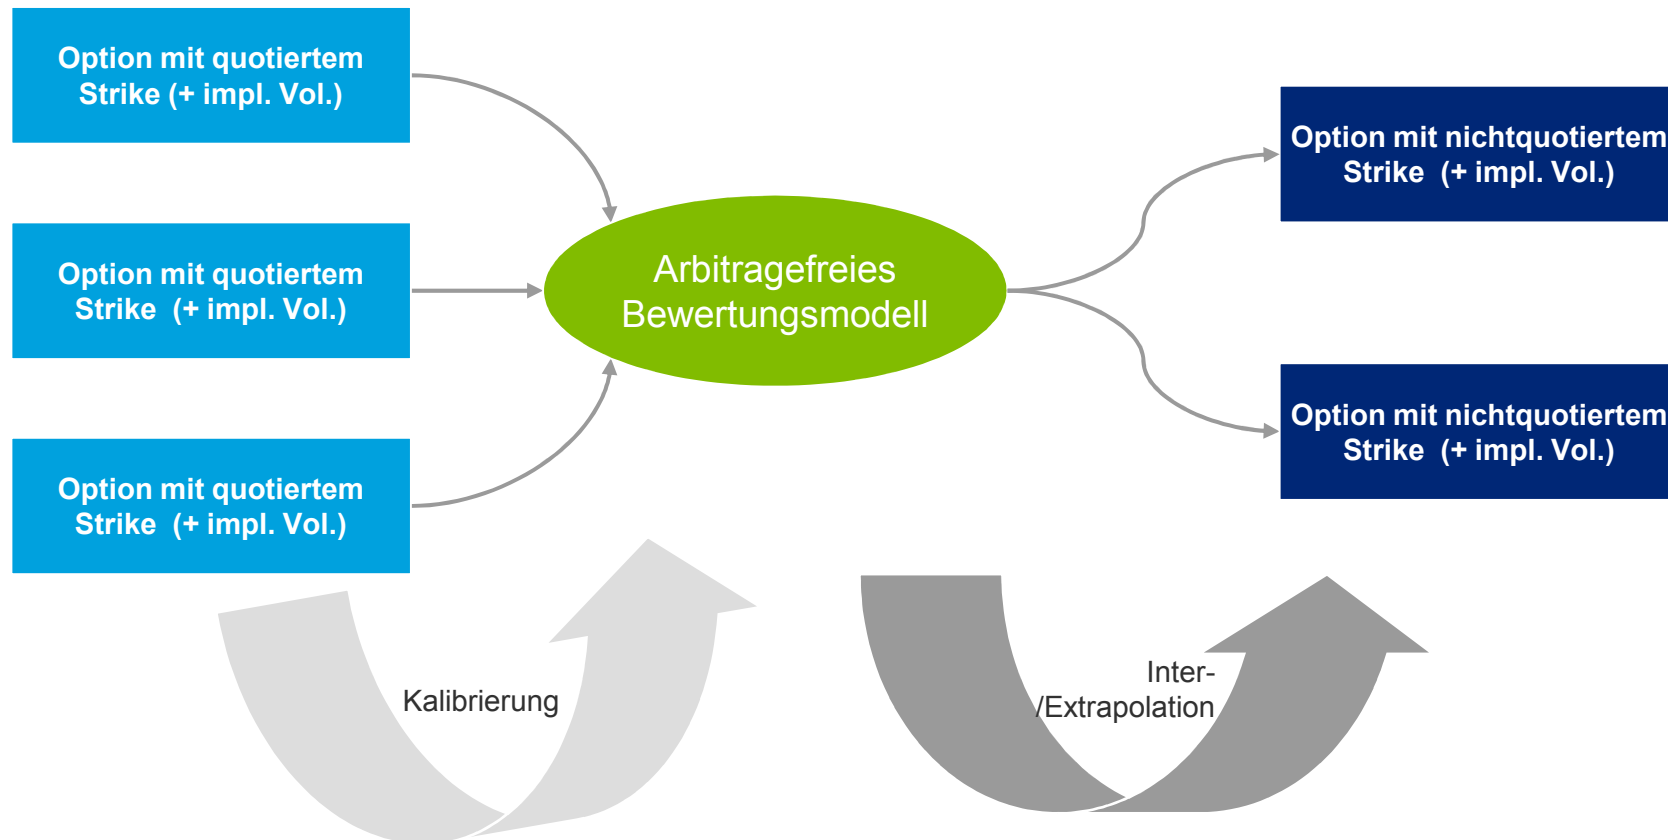 Option mit quotiertem
Strike (+ impl. Vol.)
Option mit quotiertem
Strike (+ impl. Vol.)
Option mit quotiertem
Strike (+ impl. Vol.)
Arbitragefreies
Bewertungsmodell
Option mit nichtquotiertem
Strike (+ impl. Vol.)
Option mit nichtquotiertem
Strike (+ impl. Vol.)
Kalibrierung
Inter-
/Extrapolation